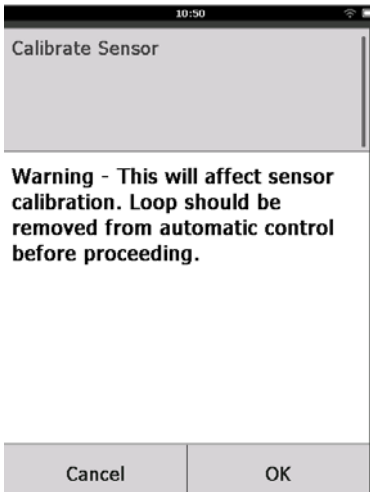 10:50
Calibrate Sensor
Warning - This will affect sensor
calibration. Loop should be
removed from automatic control
before proceeding.
Cancel
OK